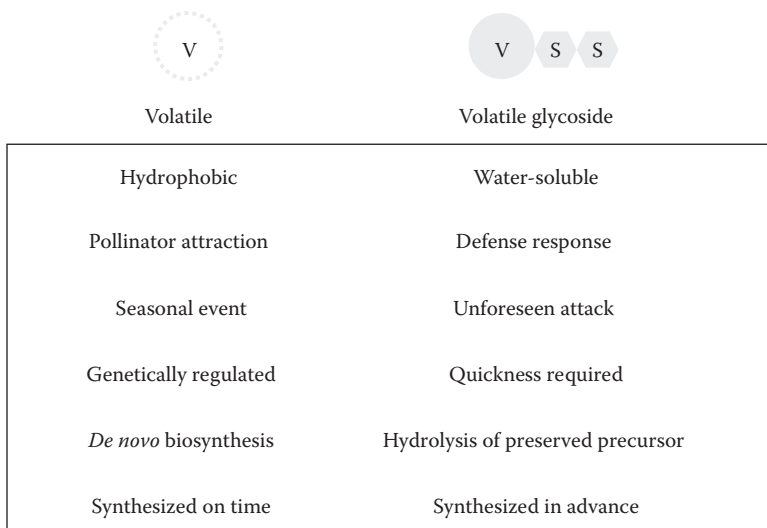 V V S S
Volatile Volatile glycoside
Hydrophobic Water-soluble
Pollinator attraction Defense response
Seasonal event Unforeseen attack
Genetically regulated Quickness required
De novo biosynthesis Hydrolysis of preserved precursor
Synthesized on time Synthesized in advance